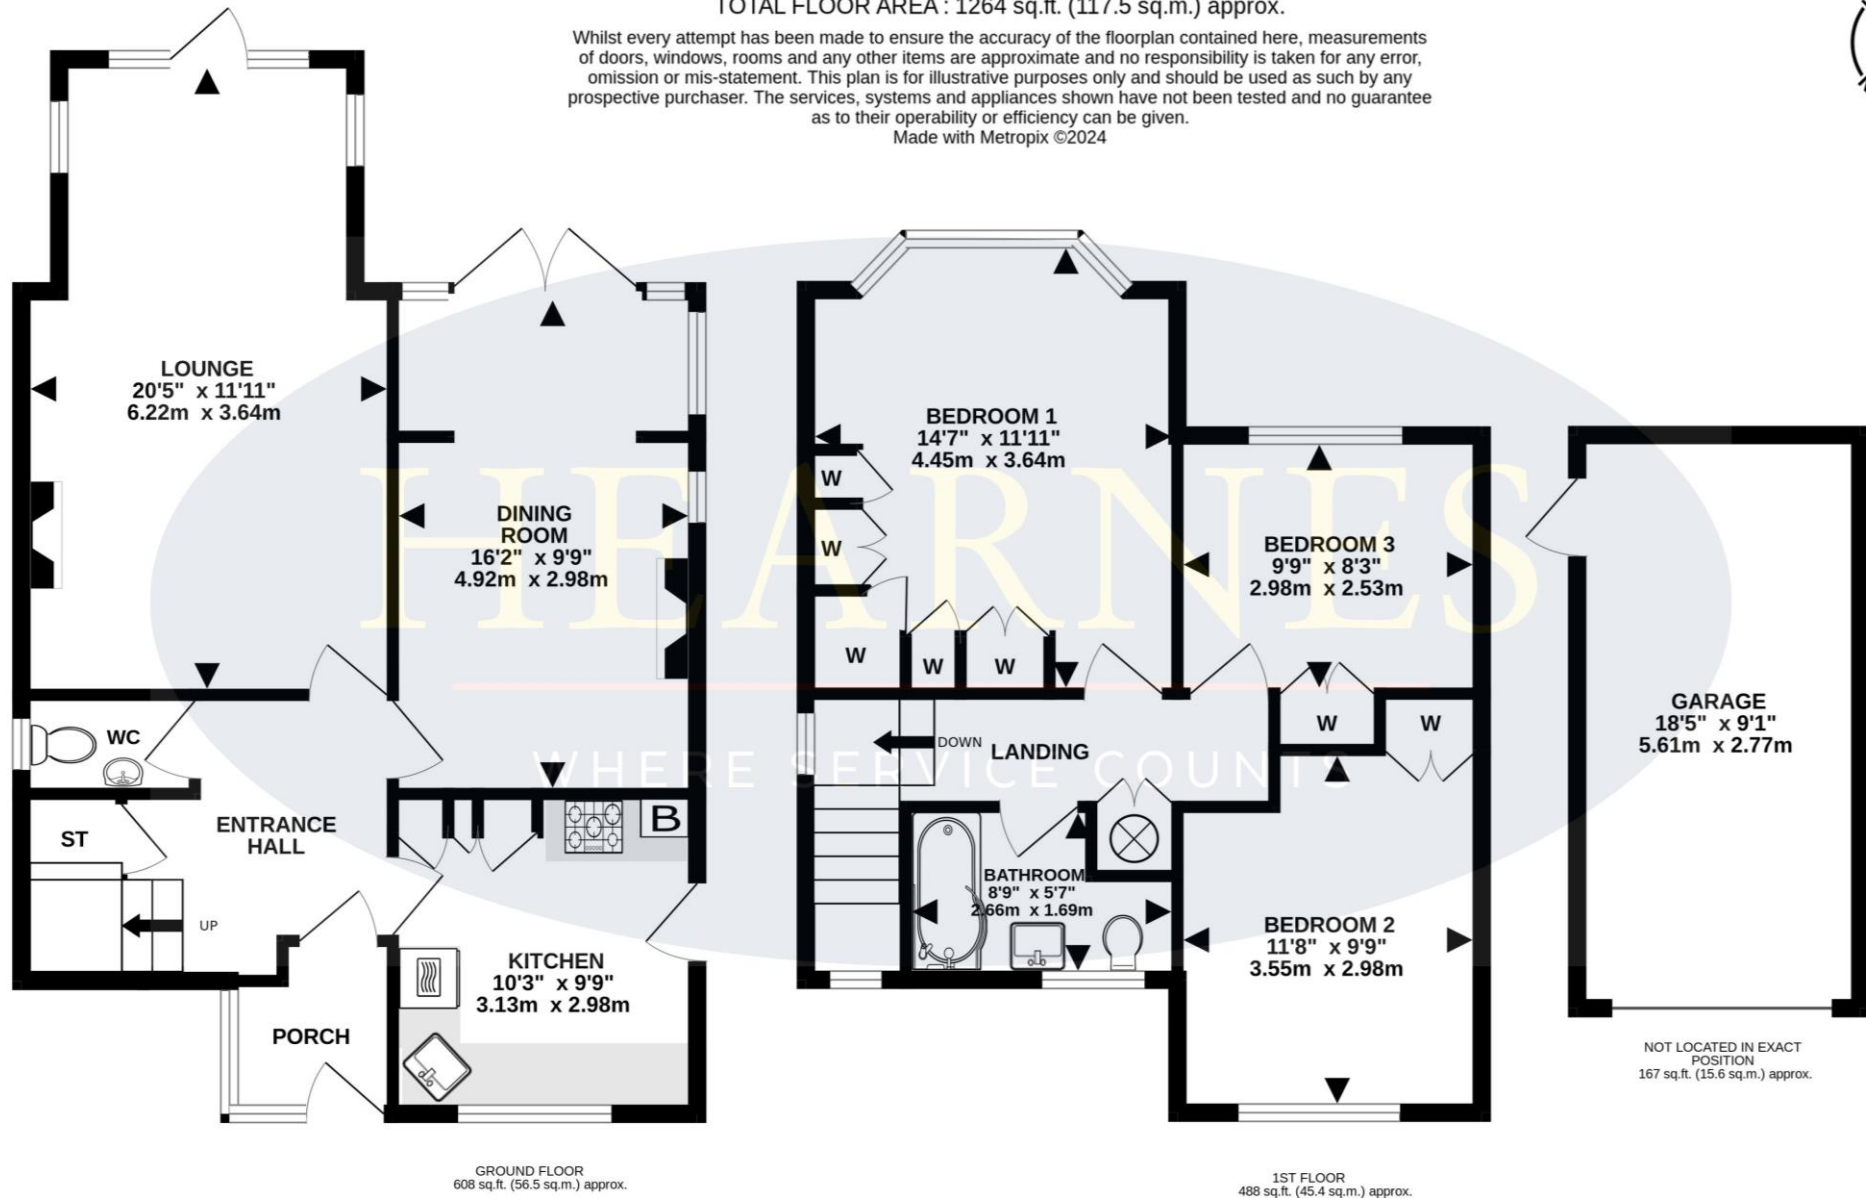 TOTAL FLOOR AREA : 1264 sq.ft. (117.5 sq.m.) approx.
Whilst every attempt has been made to ensure the accuracy of the floorplan contained here, measurements
of doors, windows, rooms and any other items are approximate and no responsibility is taken for any error,
omission or mis-statement. This plan is for illustrative purposes only and should be used as such by any
prospective purchaser. The services, systems and appliances shown have not been tested and no guarantee
as to their operability or efficiency can be given.
Made with Metropix ©2024
LOUNGE
20'5" x 11'11"
6.22m x 3.64m
DINING
ROOM
16'2" x 9'9"
4.92m x 2.98m
WC
ST
ENTRANCE
HALL
UP
B
KITCHEN
10'3" x 9'9"
3.13m x 2.98m
PORCH
GROUND FLOOR
608 sq.ft. (56.5 sq.m.) approx.
BEDROOM 1
14'7" x 11'11"
4.45m x 3.64m
W
W
W
W
W
BEDROOM 3
9'9" x 8'3"
2.98m x 2.53m
W
W
DOWN
LANDING
BATHROOM
8'9" x 5'7"
2.66m x 1.69m
BEDROOM 2
11'8" x 9'9"
3.55m x 2.98m
1ST FLOOR
488 sq.ft. (45.4 sq.m.) approx.
GARAGE
18'5" x 9'1"
5.61m x 2.77m
NOT LOCATED IN EXACT
POSITION
167 sq.ft. (15.6 sq.m.) approx.
HEARNES
WHERE SERVICE COUNTS